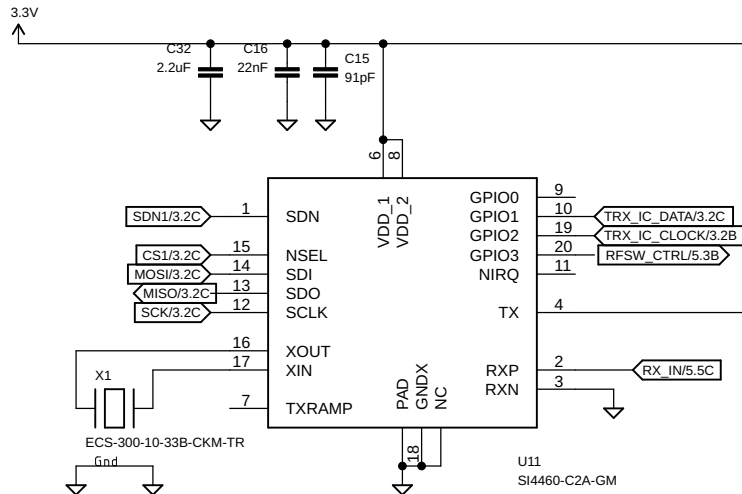 3.3V
C32
2.2uF
C16
22nF
C15
91pF
6
8
VDD_1
VDD_2
SDN1/3.2C
1
SDN
CS1/3.2C
15
NSEL
MOSI/3.2C
14
SDI
MISO/3.2C
13
SDO
SCK/3.2C
12
SCLK
16
XOUT
17
XIN
7
TXRAMP
GPIO0
9
GPIO1
10
TRX_IC_DATA/3.2C
GPIO2
19
TRX_IC_CLOCK/3.2B
GPIO3
20
RFSW_CTRL/5.3B
NIRQ
11
TX
4
RXP
2
RX_IN/5.5C
RXN
3
PAD
GNDX
NC
18
X1
ECS-300-10-33B-CKM-TR
Gnd
U11
SI4460-C2A-GM